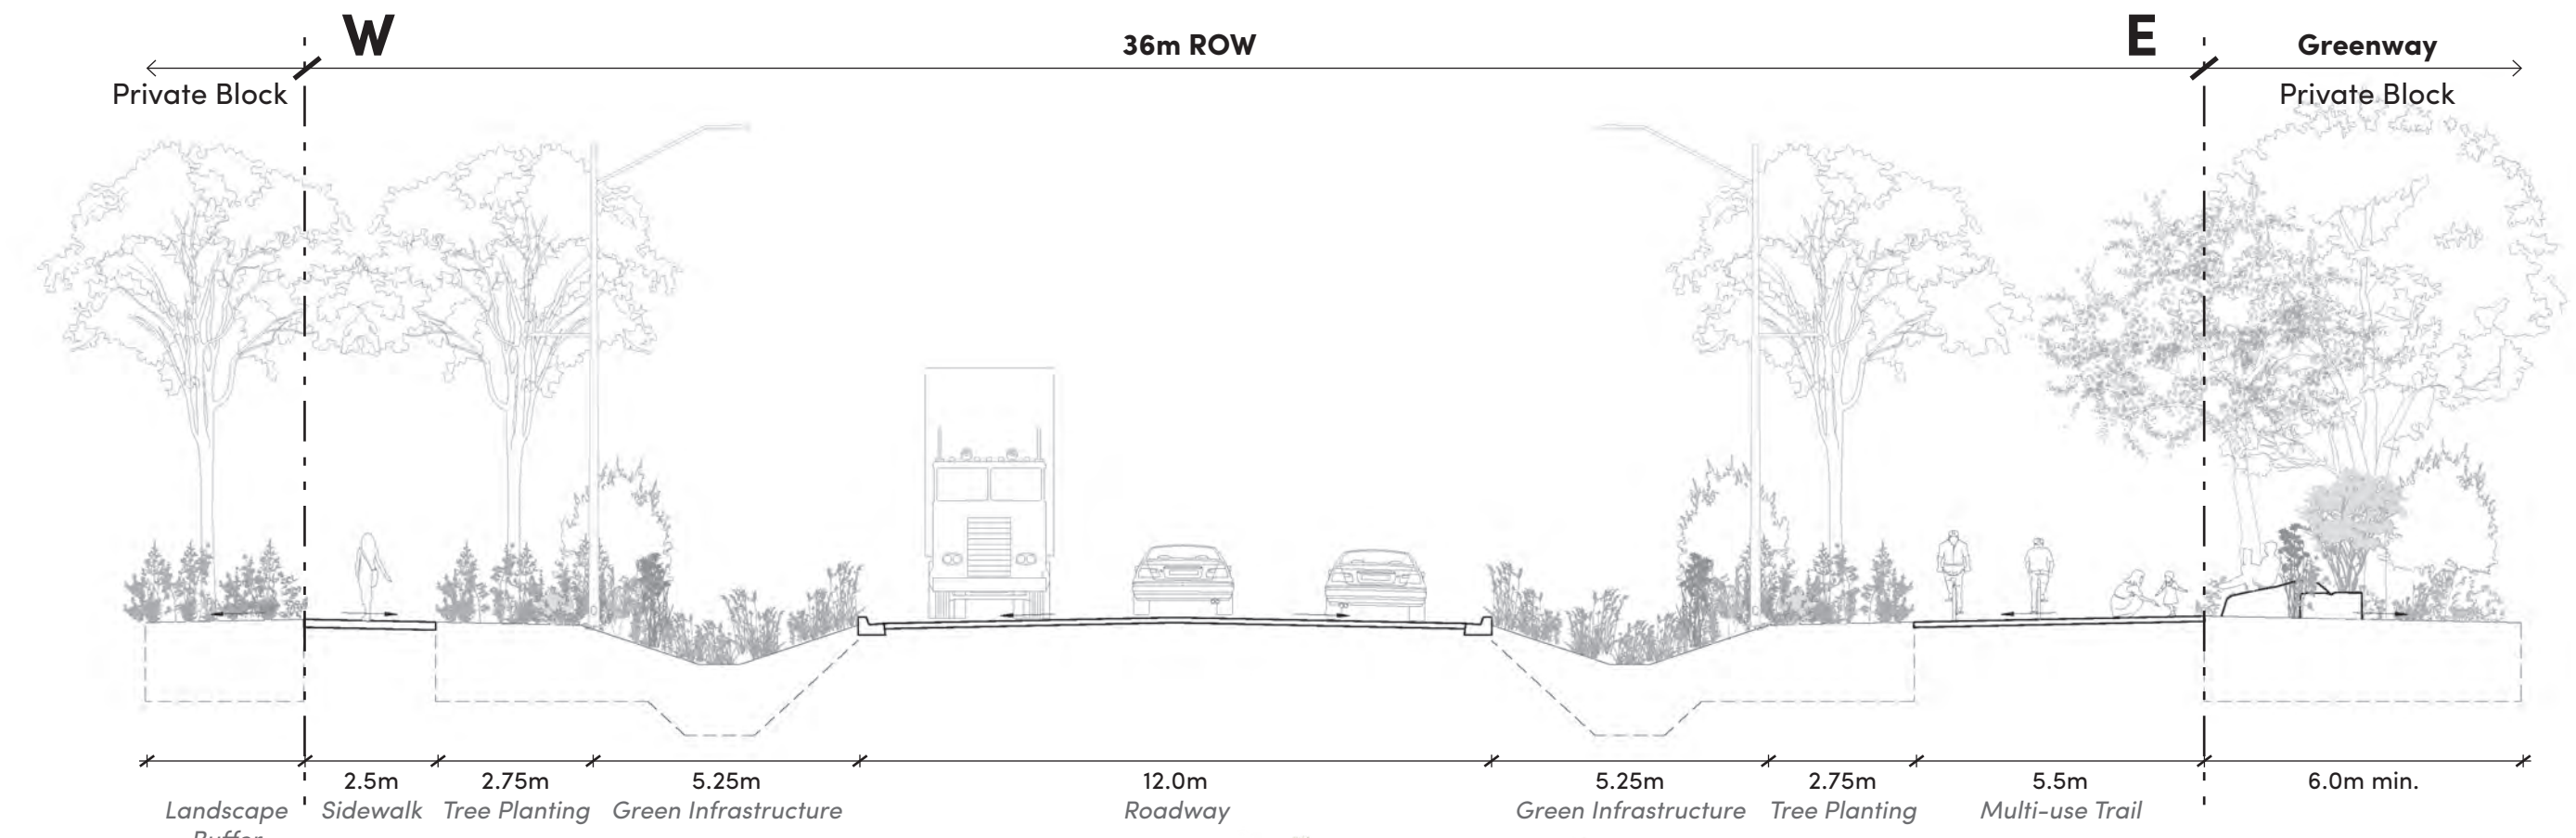 W
36m ROW
E
Greenway
Private Block
Private Block
2.5m
2.75m
5.25m
12.0m
5.25m
2.75m
5.5m
6.0m min.
Landscape
Sidewalk
Tree Planting
Green Infrastructure
Roadway
Green Infrastructure
Tree Planting
Multi-use Trail
Buffer